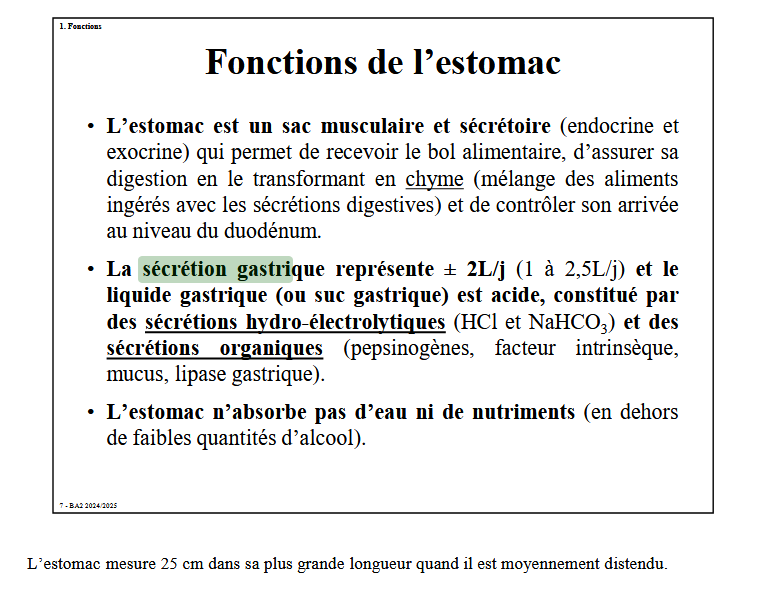 1. Fonctions
Fonctions de l’estomac
• L’estomac est un sac musculaire et sécrétoire (endocrine et
exocrine) qui permet de recevoir le bol alimentaire, d’assurer sa
digestion en le transformant en chyme (mélange des aliments
ingérés avec les sécrétions digestives) et de contrôler son arrivée
au niveau du duodénum.
• La sécrétion gastrique représente ± 2L/j (1 à 2,5L/j) et le
liquide gastrique (ou suc gastrique) est acide, constitué par
des sécrétions hydro-électrolytiques (HCl et NaHCO₃) et des
sécrétions organiques (pepsinogènes, facteur intrinsèque,
mucus, lipase gastrique).
• L’estomac n’absorbe pas d’eau ni de nutriments (en dehors
de faibles quantités d’alcool).
7 - BA2 2024/2025
L’estomac mesure 25 cm dans sa plus grande longueur quand il est moyennement distendu.